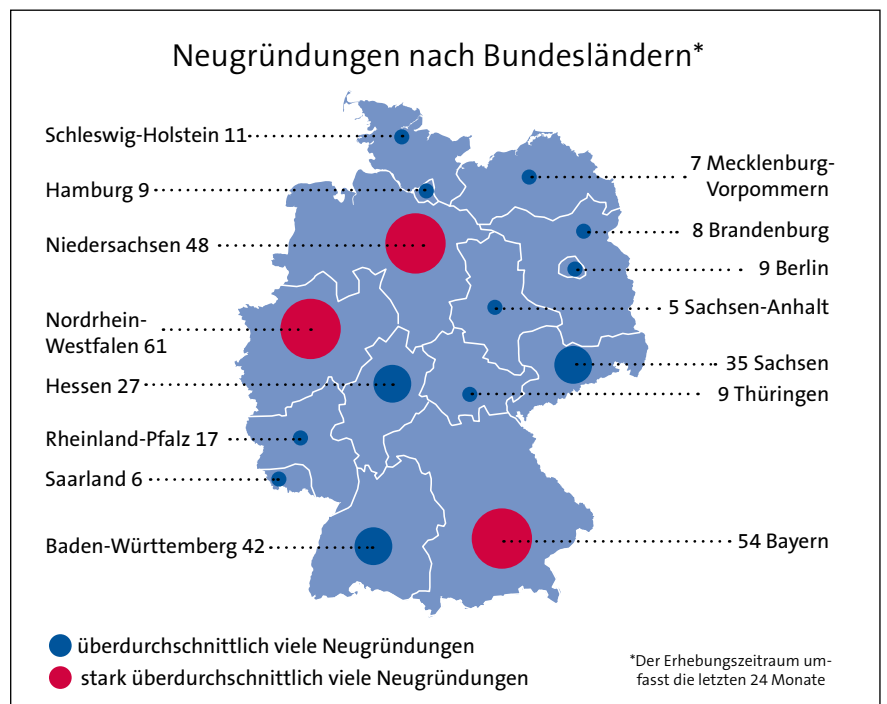 Neugründungen nach Bundesländern*
Schleswig-Holstein 11
Hamburg 9
Niedersachsen 48
Nordrhein-
Westfalen 61
Hessen 27
Rheinland-Pfalz 17
Saarland 6
Baden-Württemberg 42
7 Mecklenburg-
Vorpommern
8 Brandenburg
9 Berlin
5 Sachsen-Anhalt
35 Sachsen
9 Thüringen
54 Bayern
überdurchschnittlich viele Neugründungen
stark überdurchschnittlich viele Neugründungen
*Der Erhebungszeitraum um-
fasst die letzten 24 Monate